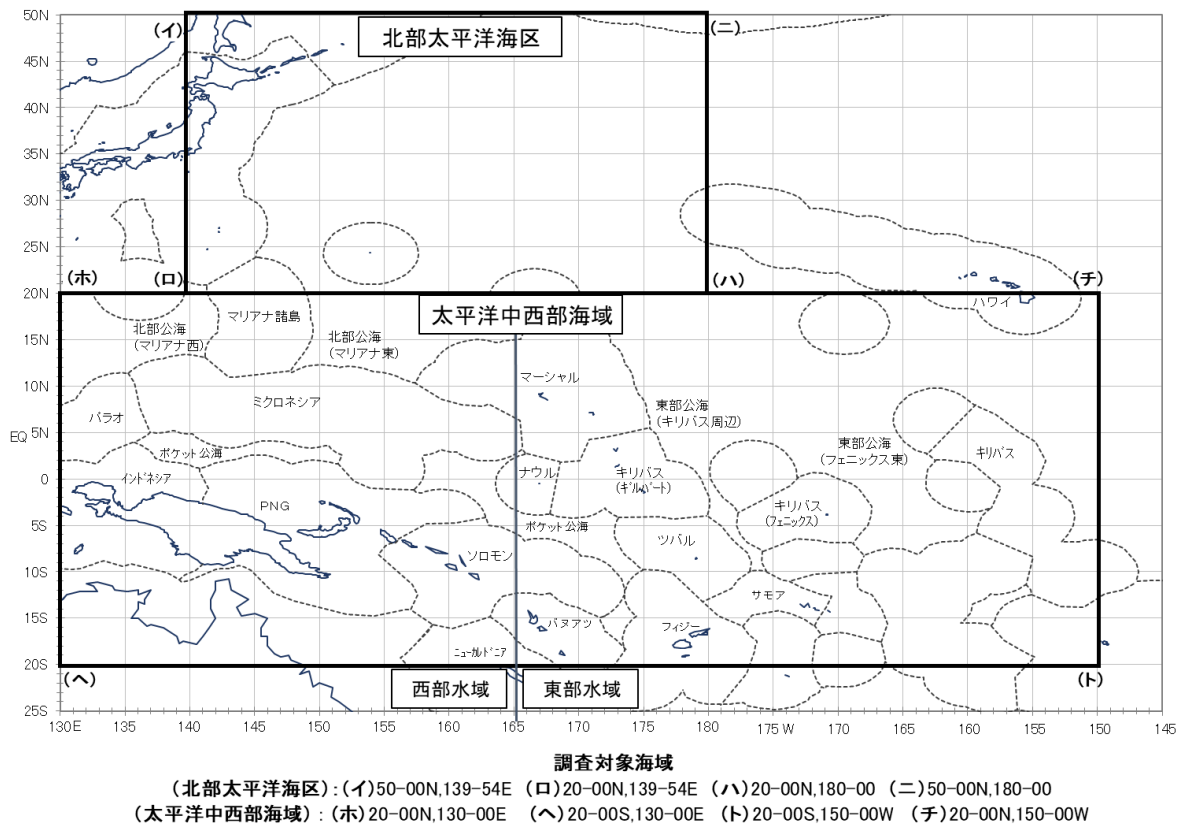 50N
45N
40N
35N
30N
25N
20N
15N
10N
EQ 5N
0
5S
10S
15S
20S
25S
(イ)
北部太平洋海区
(ニ)
(ホ)
(ロ)
(ハ)
(チ)
太平洋中西部海域
ハワイ
北部公海
(マリアナ西)
マリアナ諸島
北部公海
(マリアナ東)
マーシャル
ミクロネシア
パラオ
東部公海
(キリバス周辺)
東部公海
(フェニックス東)
キリバス
ポケット公海
インドネシア
ナウル
キリバス
(ギルバート)
PNG
キリバス
(フェニックス)
ポケット公海
ツバル
ソロモン
サモア
バヌアツ
フィジー
ニューカルドニア
(ヘ)
西部水域
東部水域
(ト)
130E 135 140 145 150 155 160 165 170 175 180 175W 170 165 160 155 150 145
調査対象海域
(北部太平洋海区):(イ)50-00N,139-54E (ロ)20-00N,139-54E (ハ)20-00N,180-00 (ニ)50-00N,180-00
(太平洋中西部海域):(ホ)20-00N,130-00E (ヘ)20-00S,130-00E (ト)20-00S,150-00W (チ)20-00N,150-00W